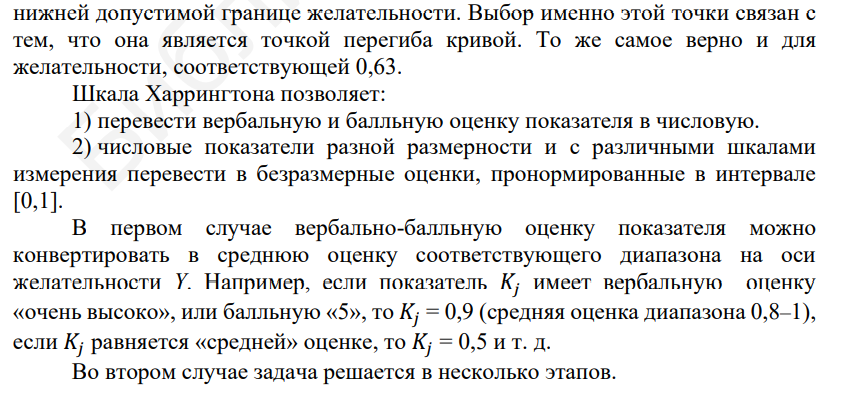 нижней допустимой границе желательности. Выбор именно этой точки связан с
тем, что она является точкой перегиба кривой. То же самое верно и для
желательности, соответствующей 0,63.
Шкала Харрингтона позволяет:
1) перевести вербальную и балльную оценку показателя в числовую.
2) числовые показатели разной размерности и с различными шкалами
измерения перевести в безразмерные оценки, пронормированные в интервале
[0,1].
В первом случае вербально-балльную оценку показателя можно
конвертировать в среднюю оценку соответствующего диапазона на оси
желательности Y. Например, если показатель Kj имеет вербальную оценку
«очень высоко», или балльную «5», то Kj = 0,9 (средняя оценка диапазона 0,8–1),
если Kj равняется «средней» оценке, то Kj = 0,5 и т. д.
Во втором случае задача решается в несколько этапов.